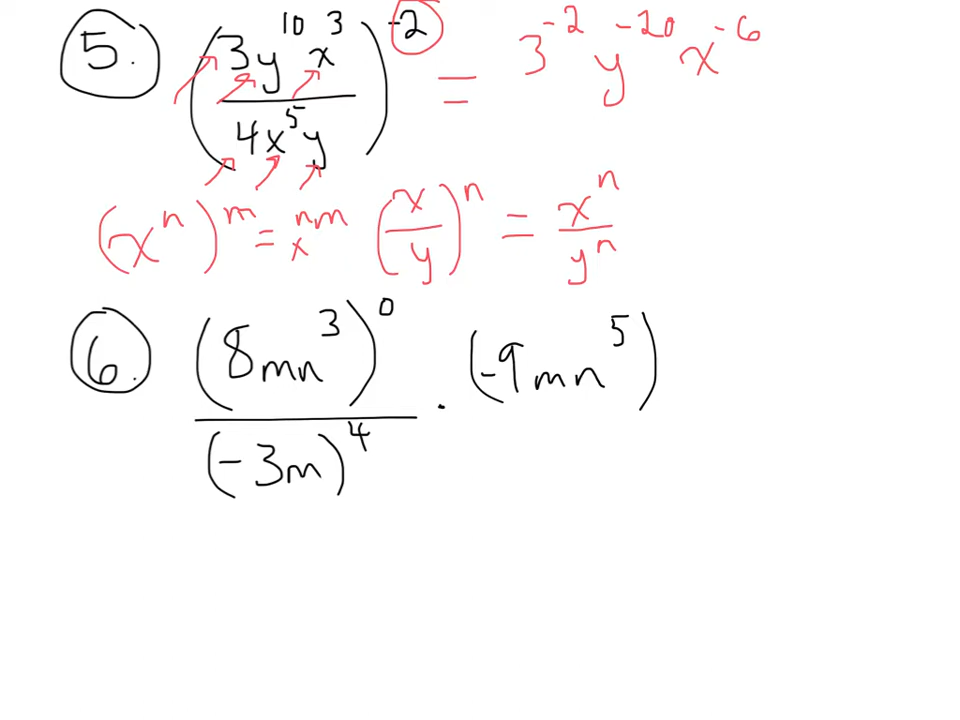 5. (3y^10 x^3 / 4x^5 y)^-2 = 3^-2 y^-20 x^-6
(x^n)^m = x^nm (x/y)^n = x^n/y^n
6. (8mn^3)^0 / (-3m)^4 · (-9mn^5)